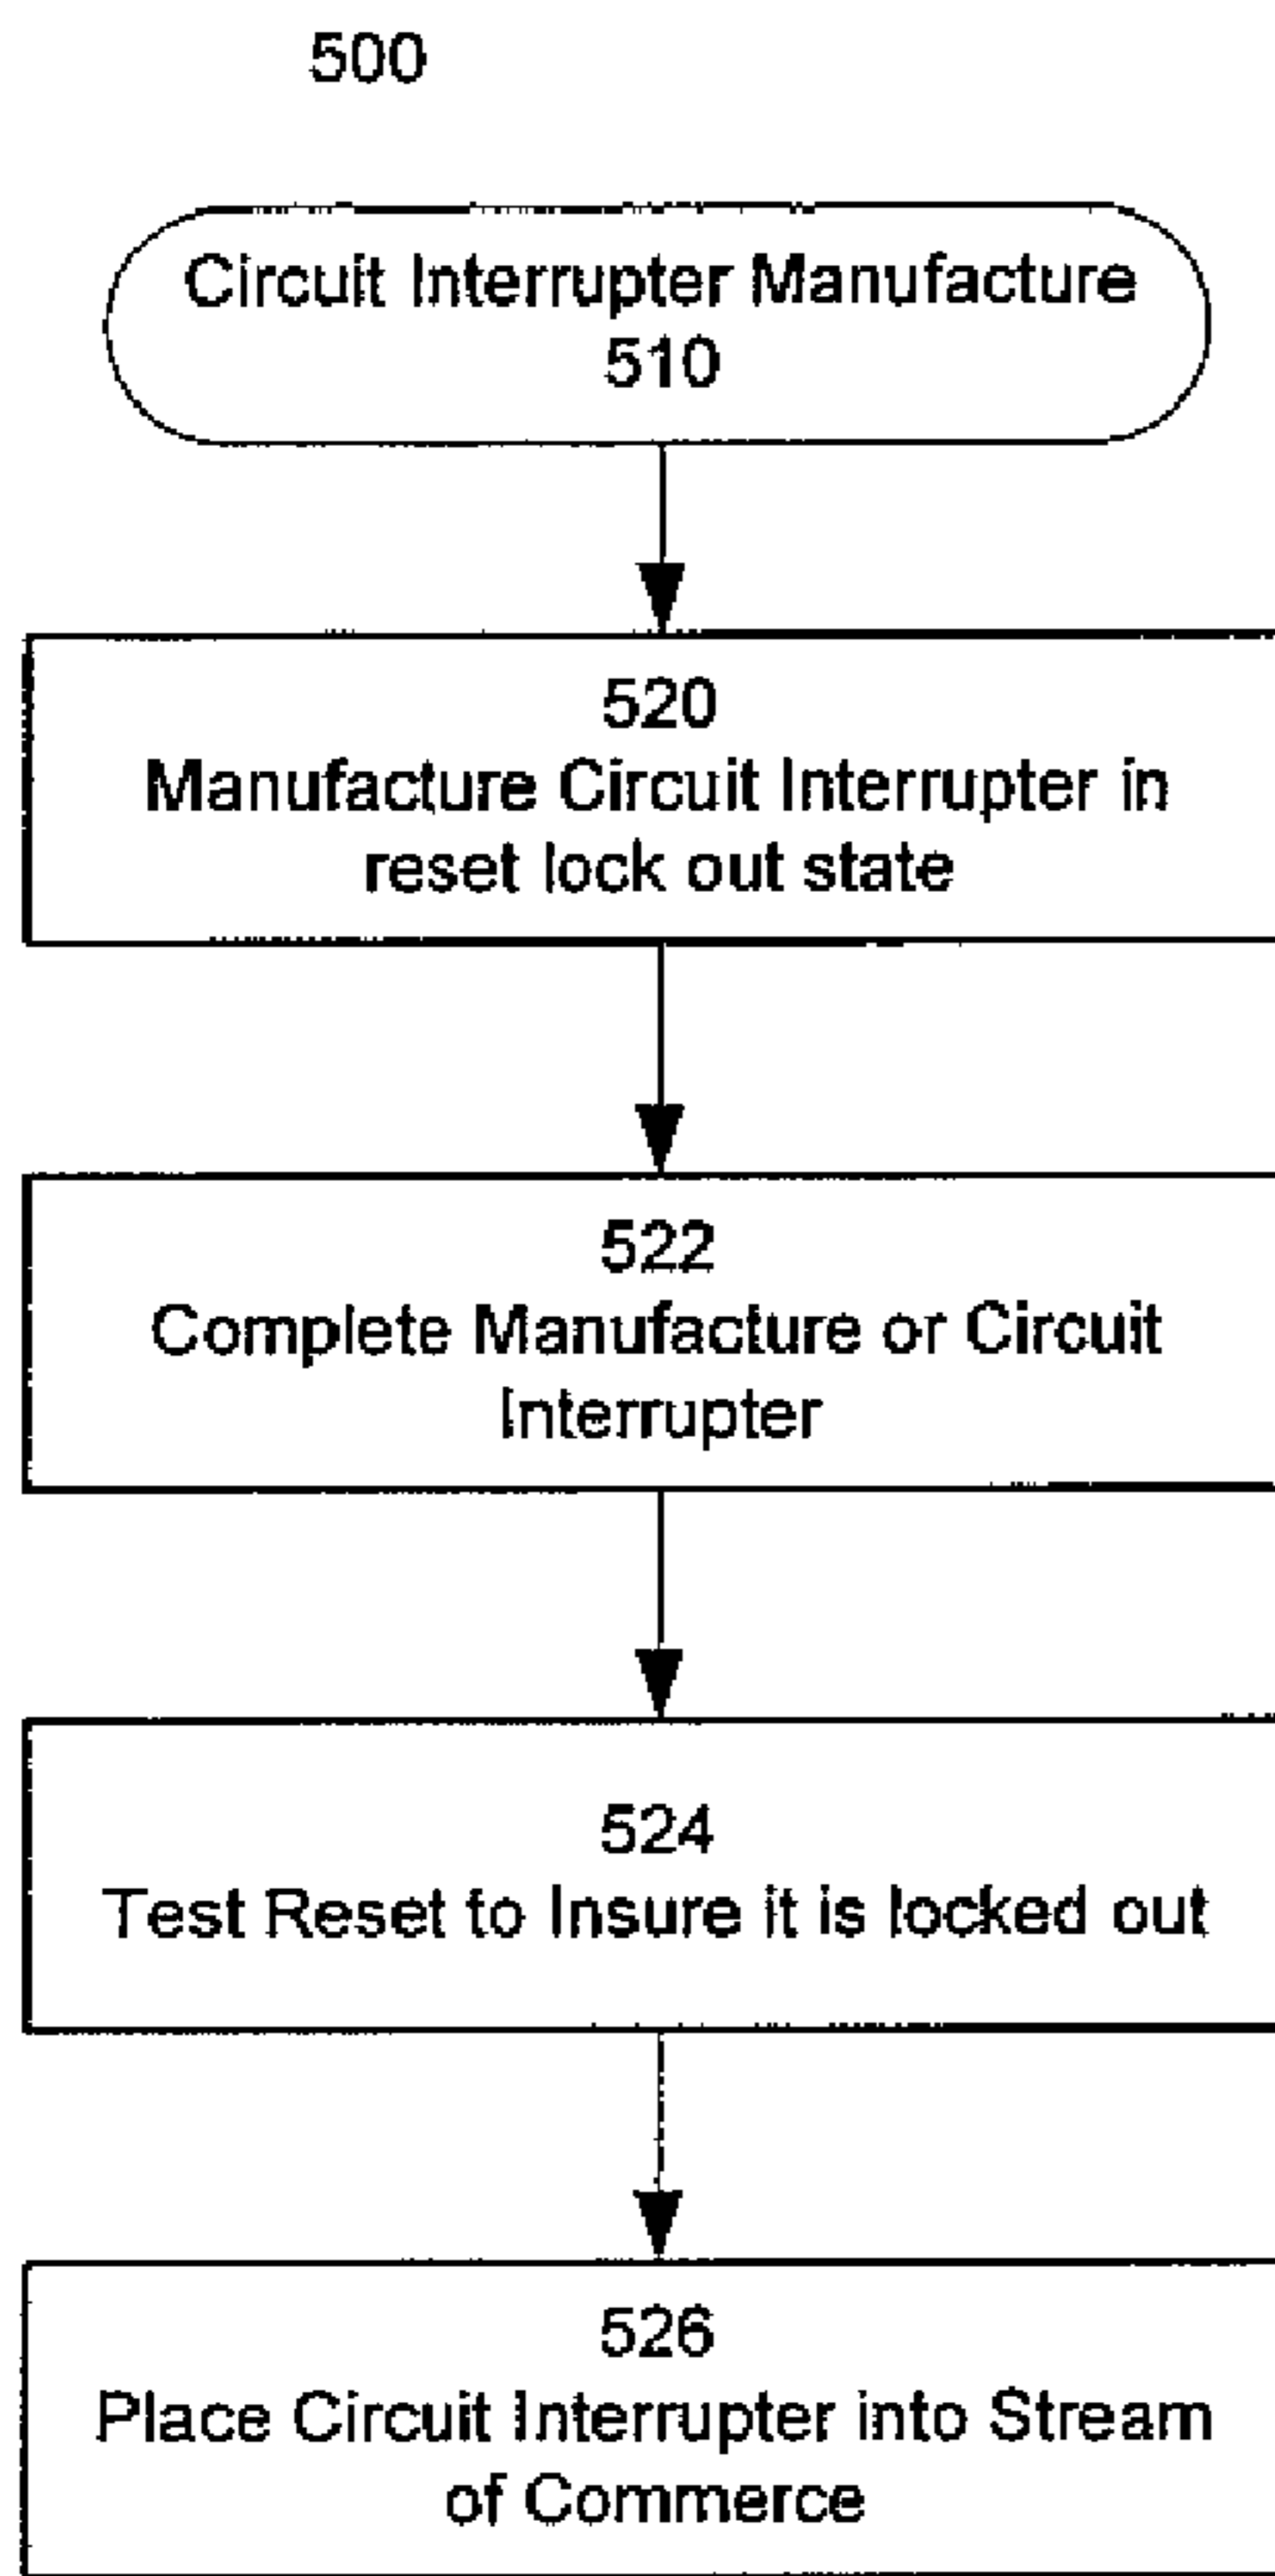 500
Circuit Interrupter Manufacture
510
520
Manufacture Circuit Interrupter in
reset lock out state
522
Complete Manufacture or Circuit
Interrupter
524
Test Reset to Insure it is locked out
526
Place Circuit Interrupter into Stream
of Commerce